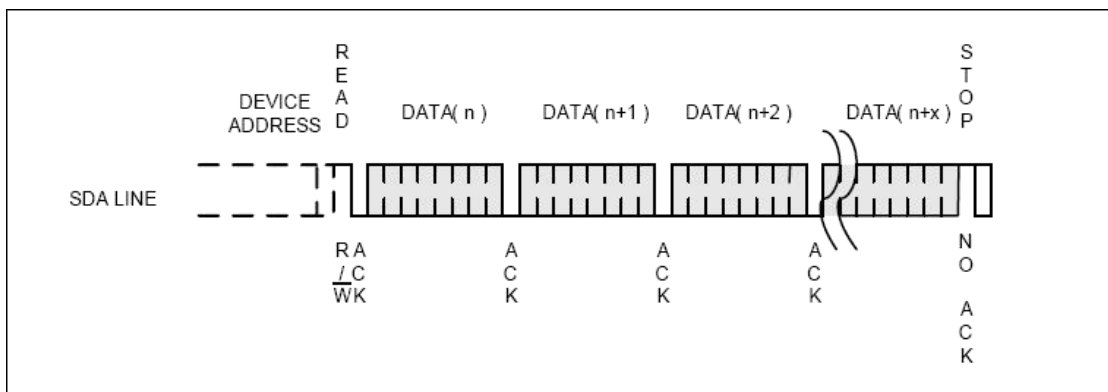 READ
STOP
DEVICE
ADDRESS
DATA( n )
DATA( n+1 )
DATA( n+2 )
DATA( n+x )
SDA LINE
R/W
ACK
ACK
ACK
ACK
NO ACK